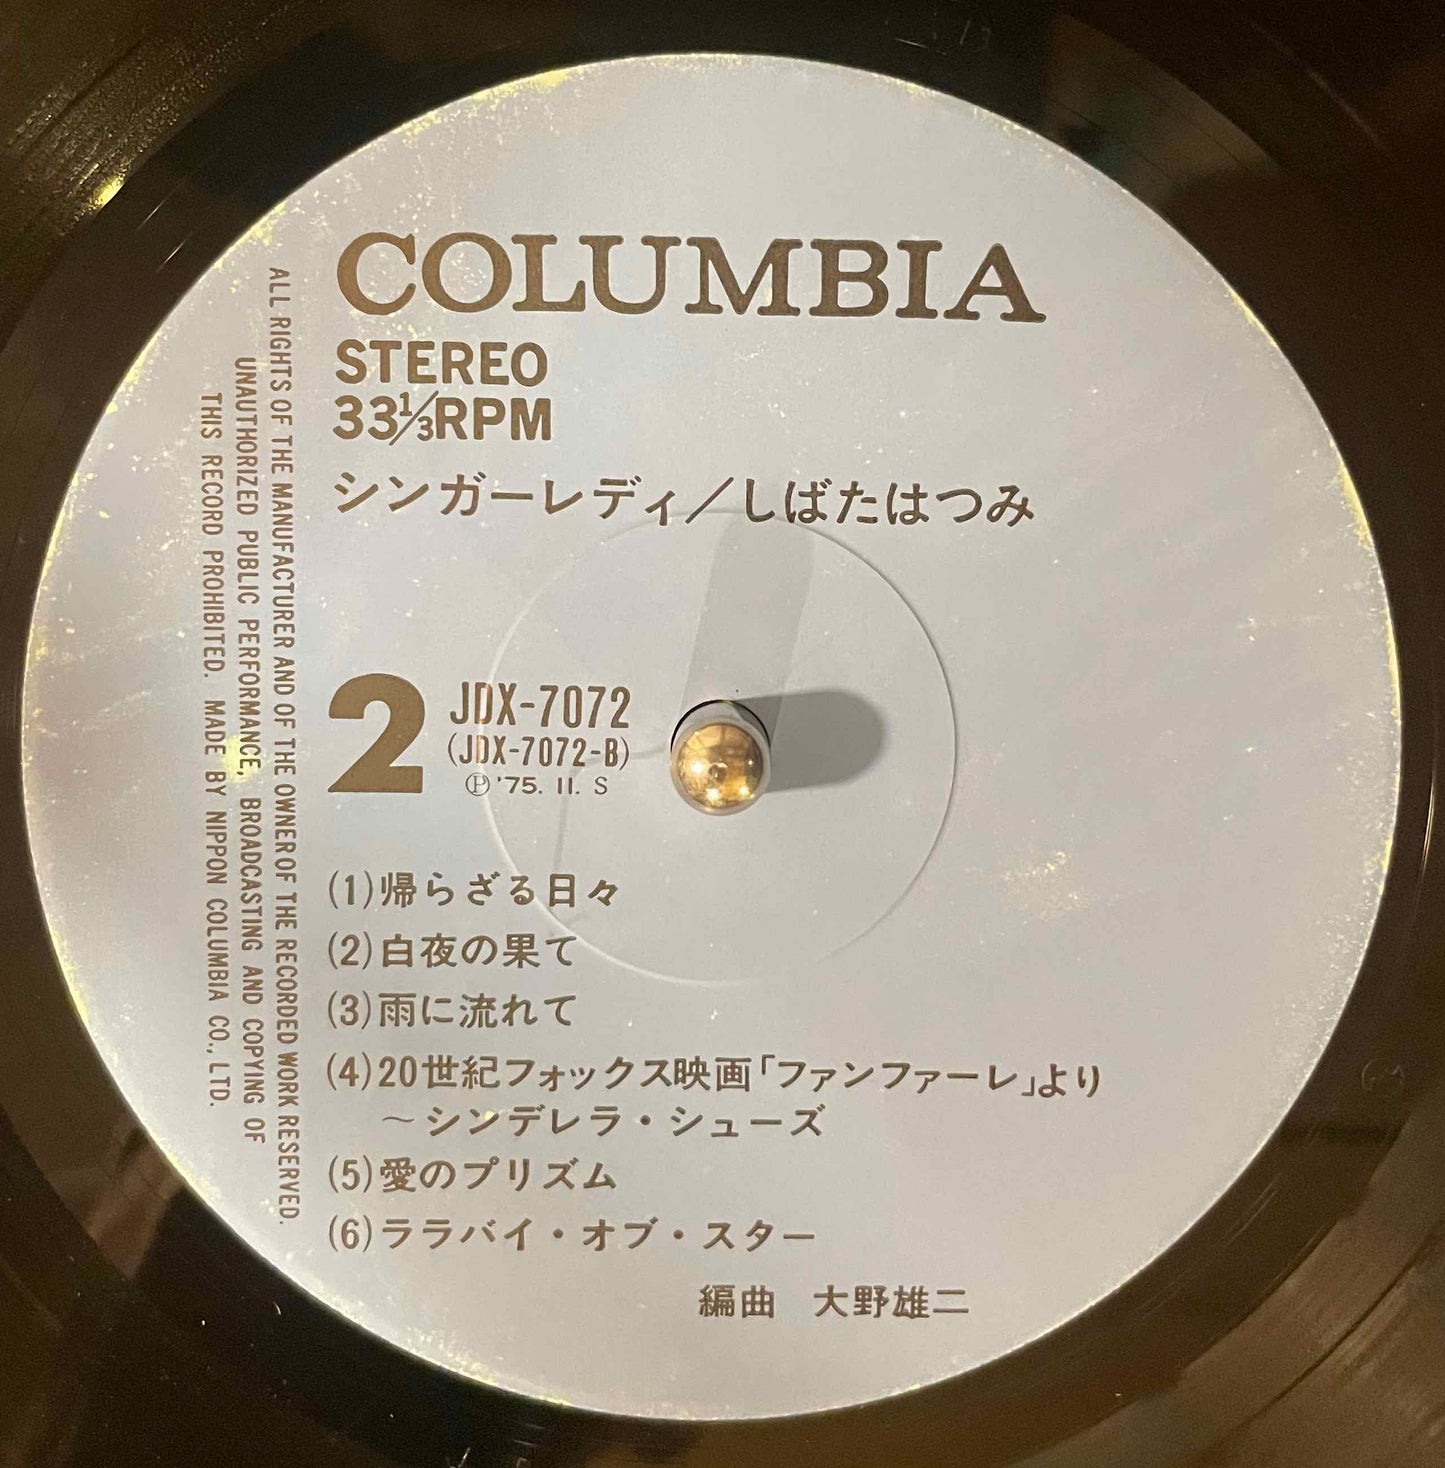 COLUMBIA
STEREO
33⅓RPM
シンガーレディ／しばたはつみ
2
JDX-7072
(JDX-7072-B)
Ⓟ'75. 11. S
(1)帰らざる日々
(2)白夜の果て
(3)雨に流れて
(4)20世紀フォックス映画「ファンファーレ」より
～シンデレラ・シューズ
(5)愛のプリズム
(6)ララバイ・オブ・スター
編曲　大野雄二
ALL RIGHTS OF THE MANUFACTURER AND OF THE OWNER OF THE RECORDED WORK RESERVED.
UNAUTHORIZED PUBLIC PERFORMANCE, BROADCASTING AND COPYING OF
THIS RECORD PROHIBITED. MADE BY NIPPON COLUMBIA CO., LTD.